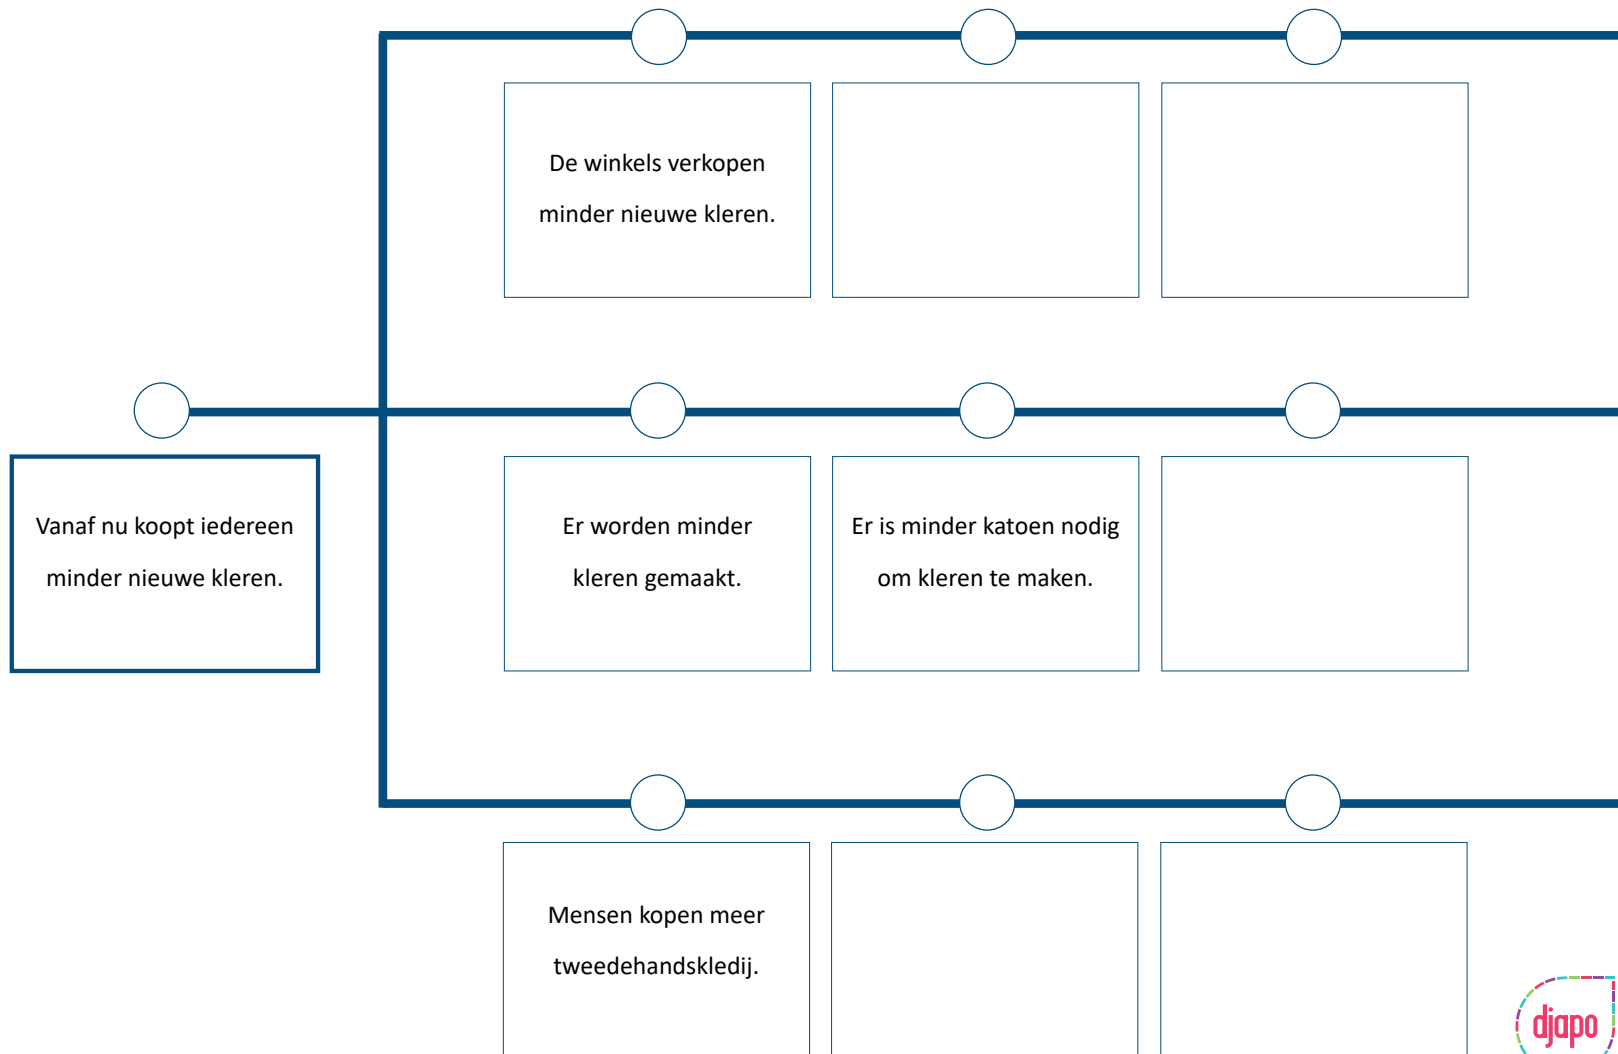 De winkels verkopen
minder nieuwe kleren.
Vanaf nu koopt iedereen
minder nieuwe kleren.
Er worden minder
kleren gemaakt.
Er is minder katoen nodig
om kleren te maken.
Mensen kopen meer
tweedehandskledij.
djapo